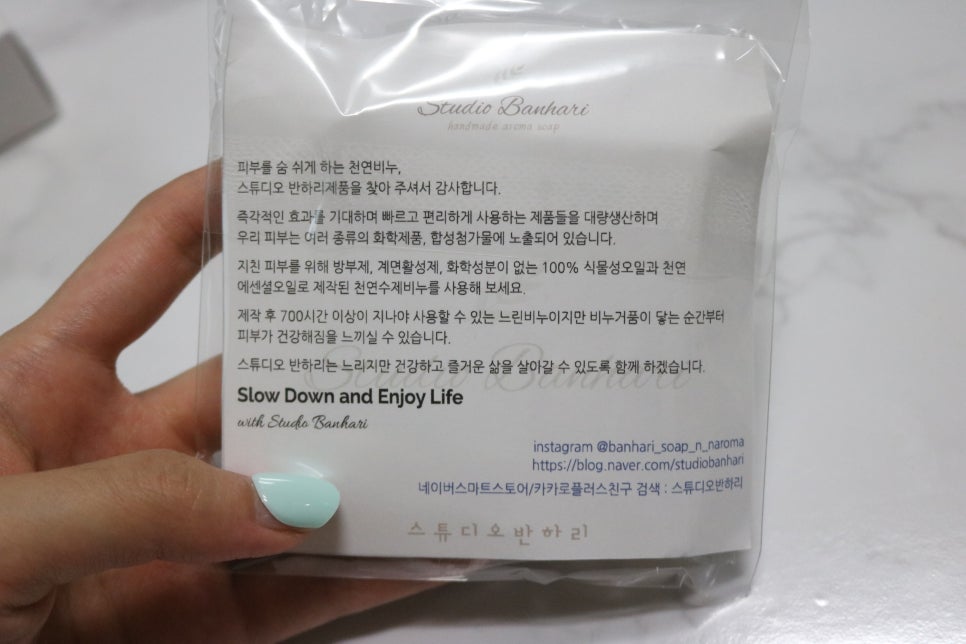 Studio Banhari
handmade aroma soap
피부를 숨 쉬게 하는 천연비누,
스튜디오 반하리제품을 찾아 주셔서 감사합니다.
즉각적인 효과를 기대하며 빠르고 편리하게 사용하는 제품들을 대량생산하며
우리 피부는 여러 종류의 화학제품, 합성첨가물에 노출되어 있습니다.
지친 피부를 위해 방부제, 계면활성제, 화학성분이 없는 100% 식물성오일과 천연
에센셜오일로 제작된 천연수제비누를 사용해 보세요.
제작 후 700시간 이상이 지나야 사용할 수 있는 느린비누이지만 비누거품이 닿는 순간부터
피부가 건강해짐을 느끼실 수 있습니다.
스튜디오 반하리는 느리지만 건강하고 즐거운 삶을 살아갈 수 있도록 함께 하겠습니다.
Studio Banhari
Slow Down and Enjoy Life
with Studio Banhari
instagram @banhari_soap_n_naroma
https://blog.naver.com/studiobanhari
네이버스마트스토어/카카로플러스친구 검색 : 스튜디오반하리
스튜디오반하리